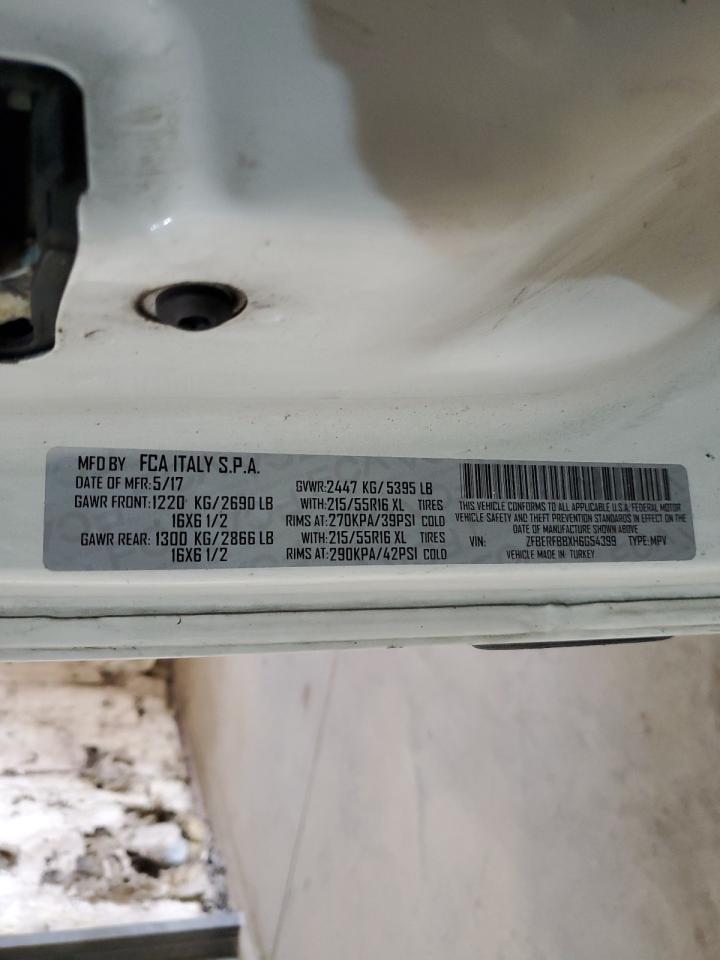 MFD BY FCA ITALY S.P.A.
DATE OF MFR: 5/17 GVWR: 2447 KG/ 5395 LB
GAWR FRONT: 1220 KG/2690 LB WITH: 215/55R16 XL TIRES
16X6 1/2 RIMS AT: 270KPA/39PSI COLD
GAWR REAR: 1300 KG/2866 LB WITH: 215/55R16 XL TIRES
16X6 1/2 RIMS AT: 290KPA/42PSI COLD
THIS VEHICLE CONFORMS TO ALL APPLICABLE U.S.A. FEDERAL MOTOR
VEHICLE SAFETY AND THEFT PREVENTION STANDARDS IN EFFECT ON THE
DATE OF MANUFACTURE SHOWN ABOVE
VIN: ZFBERFBBXH6G54399 TYPE: MPV
VEHICLE MADE IN: TURKEY